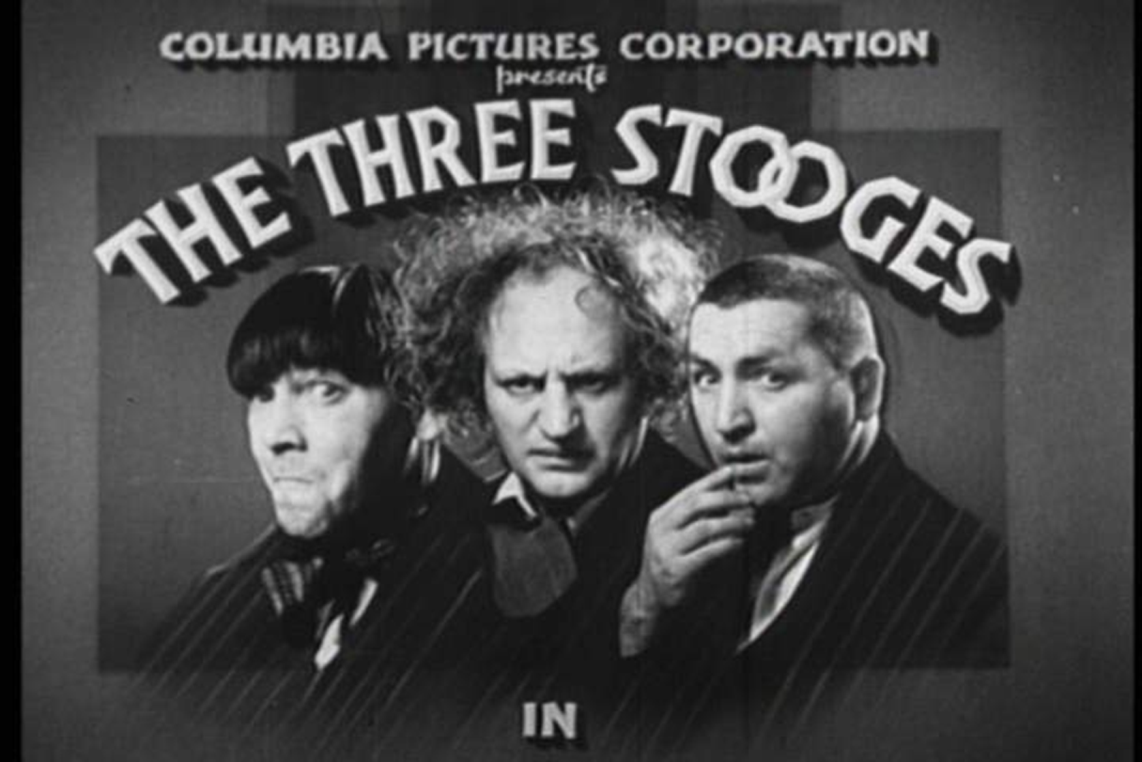 COLUMBIA PICTURES CORPORATION
presents
THE THREE STOOGES
IN